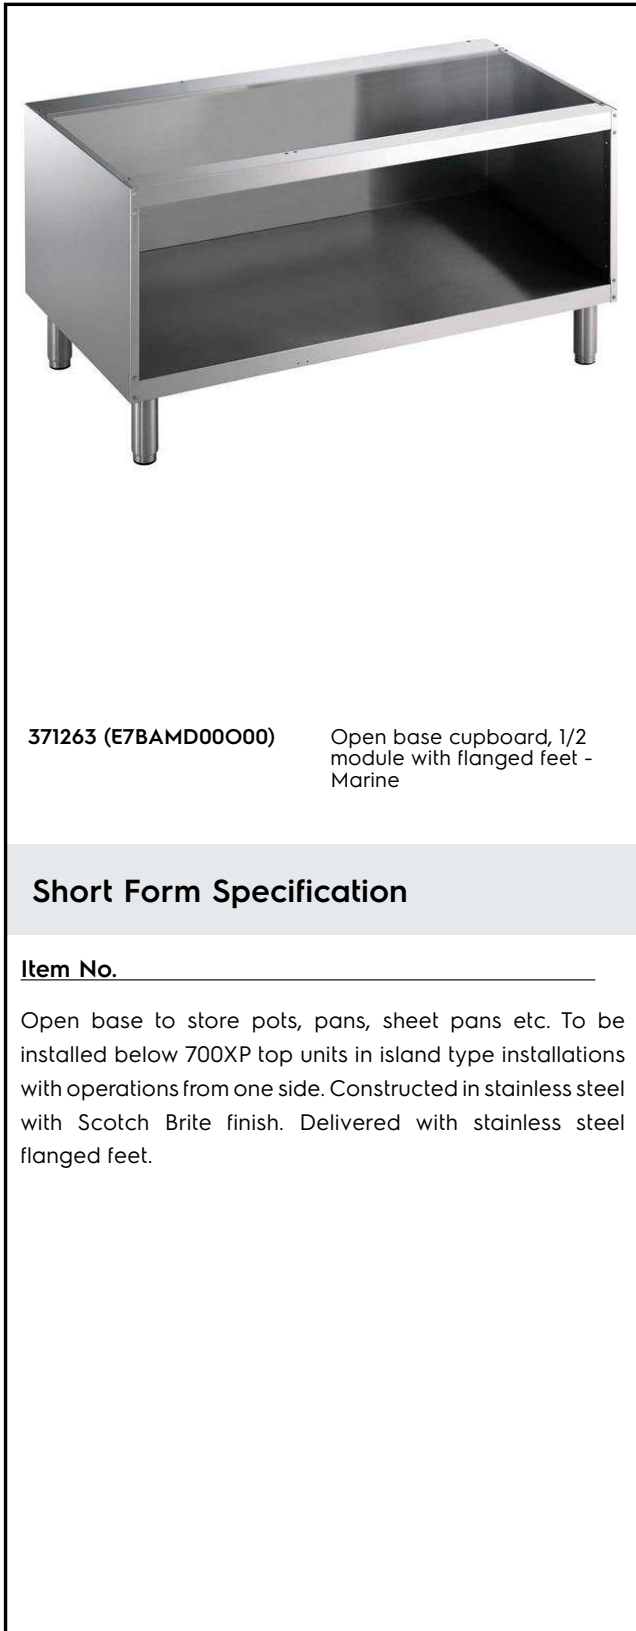 371263 (E7BAMD00O00)
Open base cupboard, 1/2
module with flanged feet -
Marine
Short Form Specification
Item No.
Open base to store pots, pans, sheet pans etc. To be
installed below 700XP top units in island type installations
with operations from one side. Constructed in stainless steel
with Scotch Brite finish. Delivered with stainless steel
flanged feet.